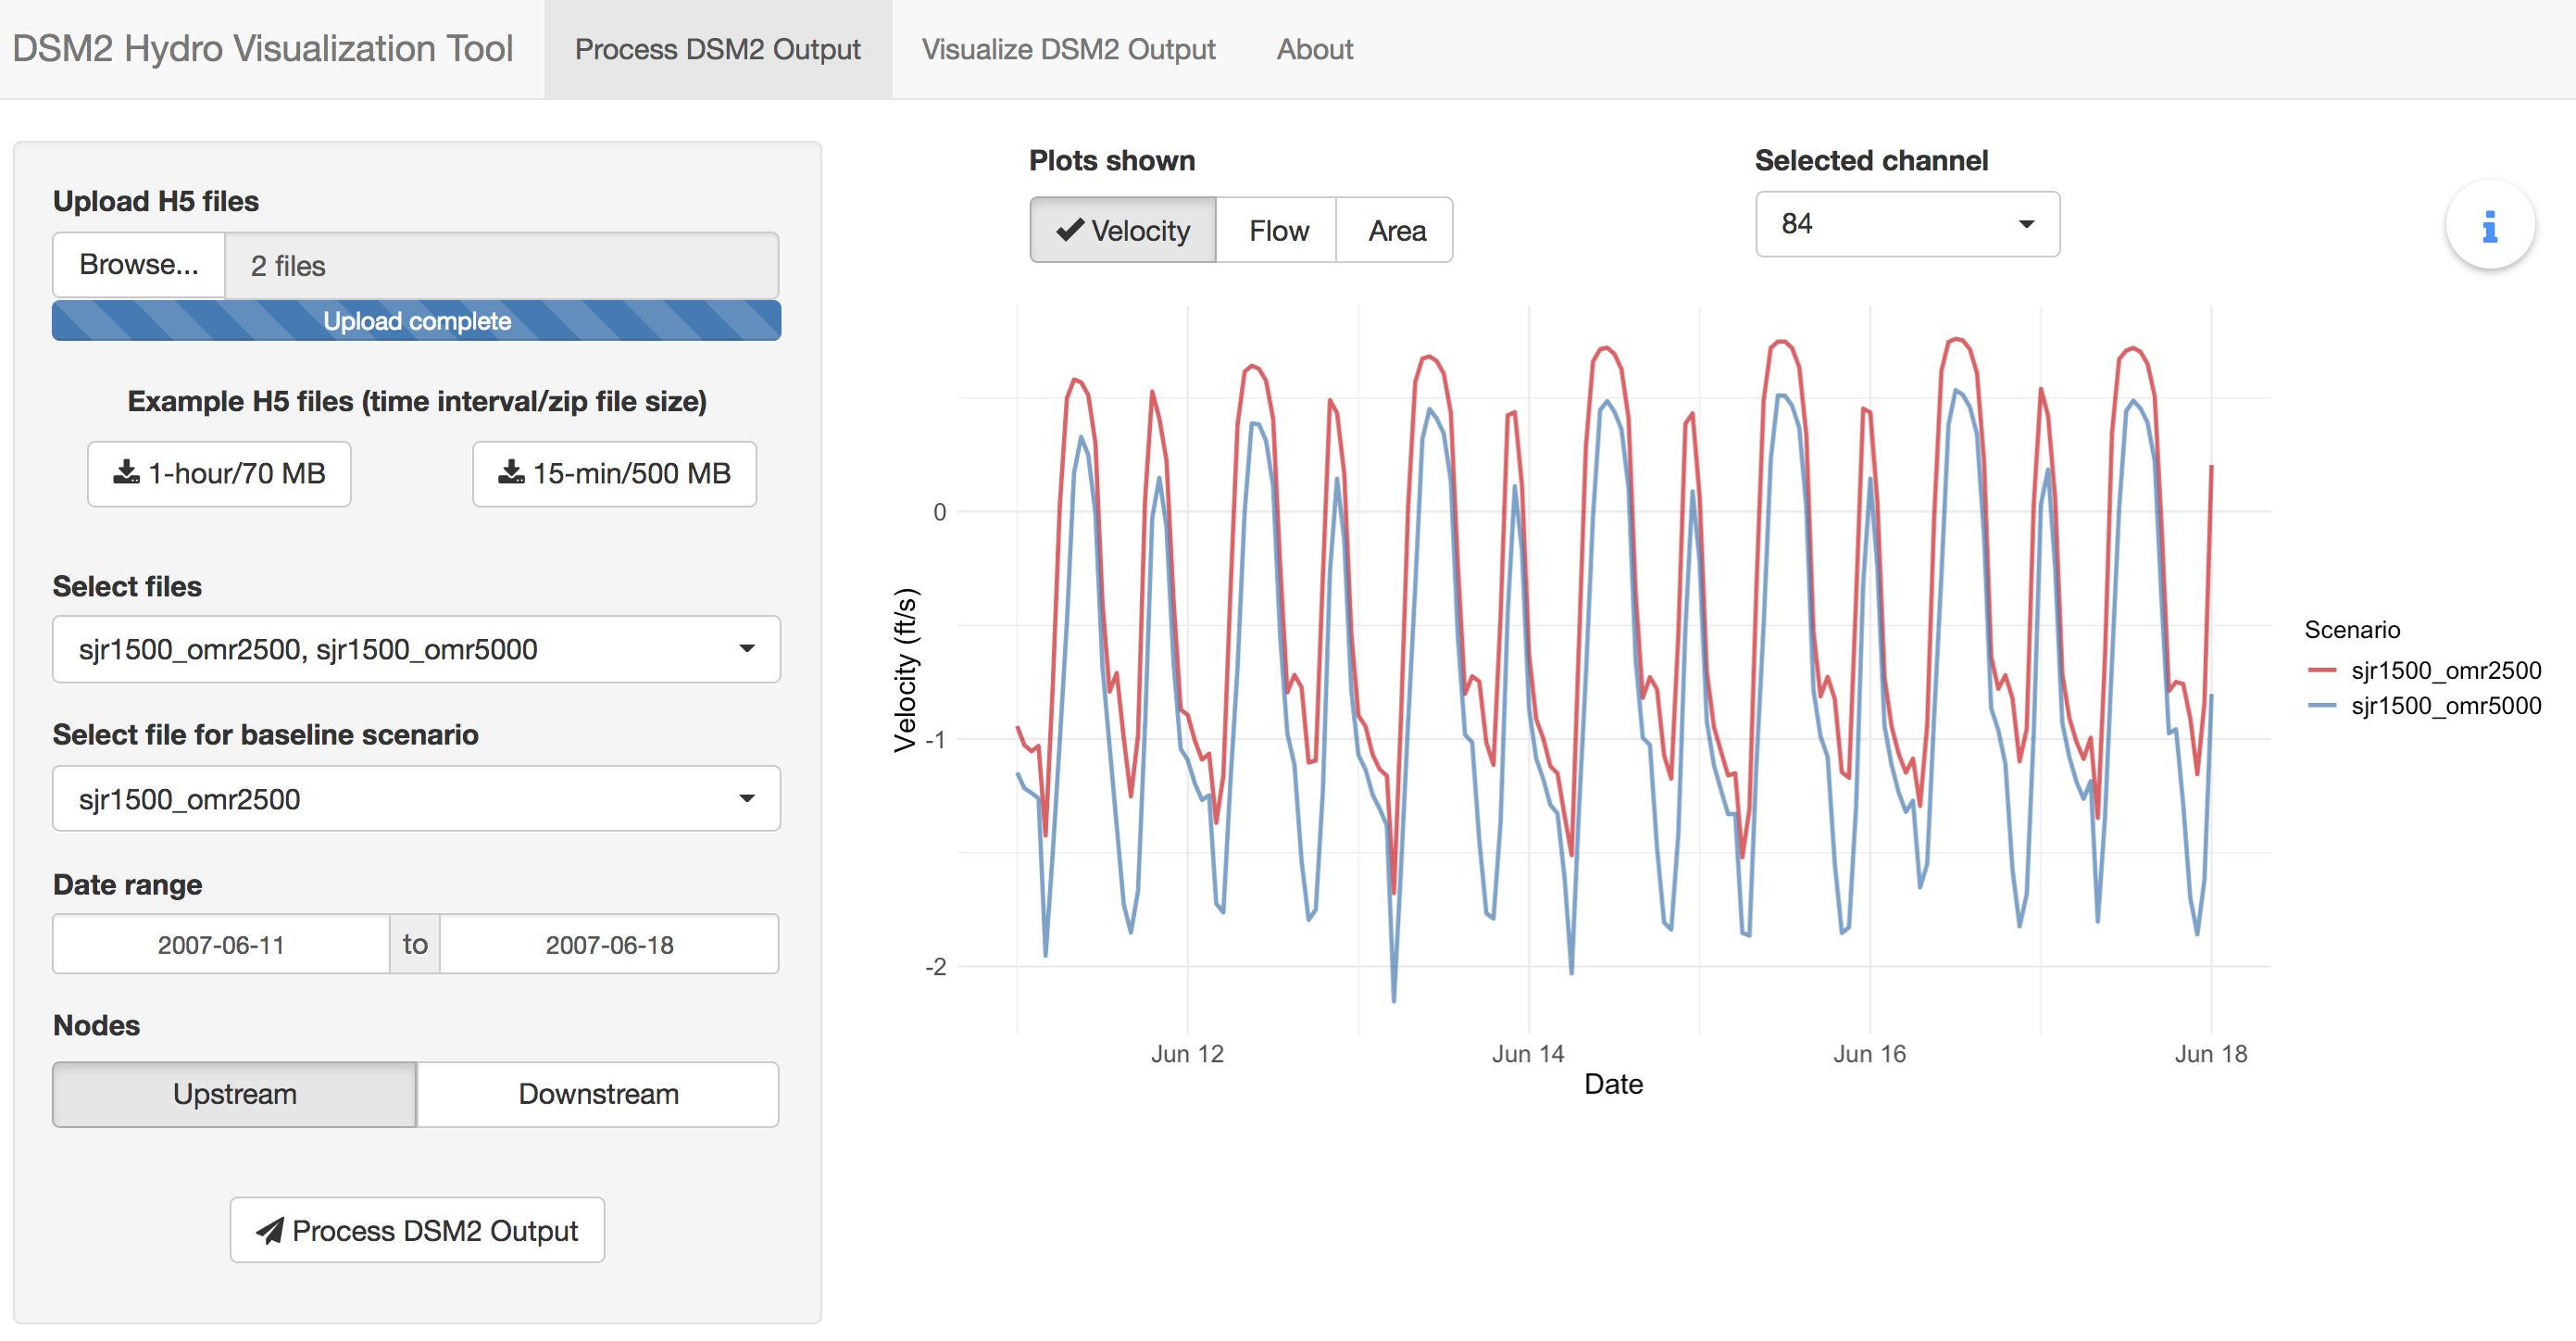 DSM2 Hydro Visualization Tool
Process DSM2 Output
Visualize DSM2 Output
About
Upload H5 files
Browse...
2 files
Upload complete
Example H5 files (time interval/zip file size)
1-hour/70 MB
15-min/500 MB
Select files
sjr1500_omr2500, sjr1500_omr5000
Select file for baseline scenario
sjr1500_omr2500
Date range
2007-06-11 to 2007-06-18
Nodes
Upstream
Downstream
Process DSM2 Output
Plots shown
Velocity
Flow
Area
Selected channel
84
Velocity (ft/s)
0
-1
-2
Jun 12
Jun 14
Jun 16
Jun 18
Date
Scenario
sjr1500_omr2500
sjr1500_omr5000